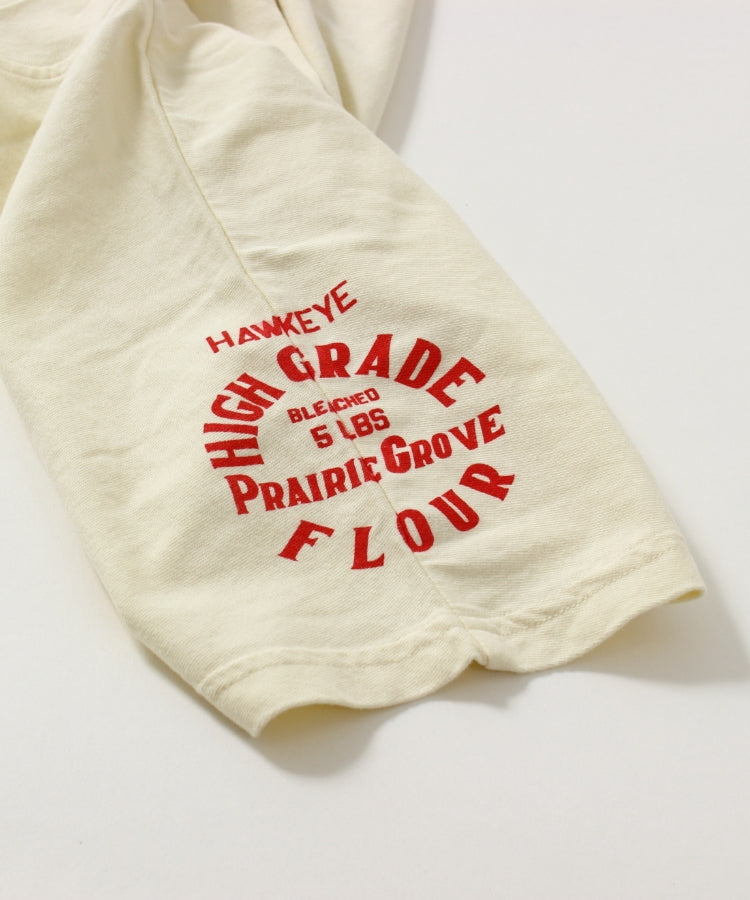 HAWKEYE
HIGH GRADE
BLEACHED
5 LBS
PRAIRIE GROVE
FLOUR